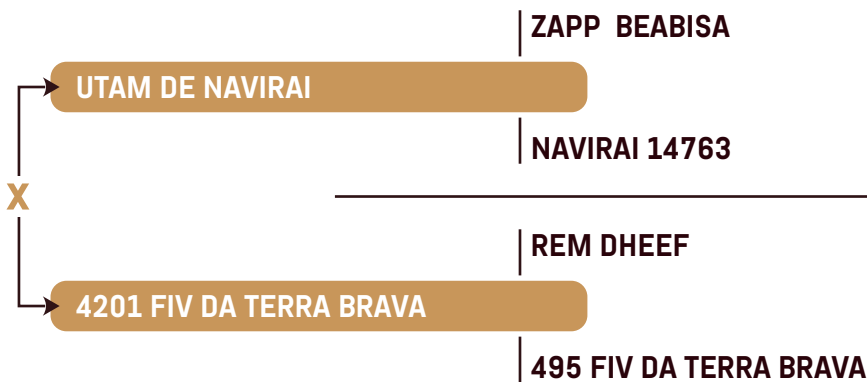 ZAPP BEABISA
UTAM DE NAVIRAI
NAVIRAI 14763
X
REM DHEEF
4201 FIV DA TERRA BRAVA
495 FIV DA TERRA BRAVA